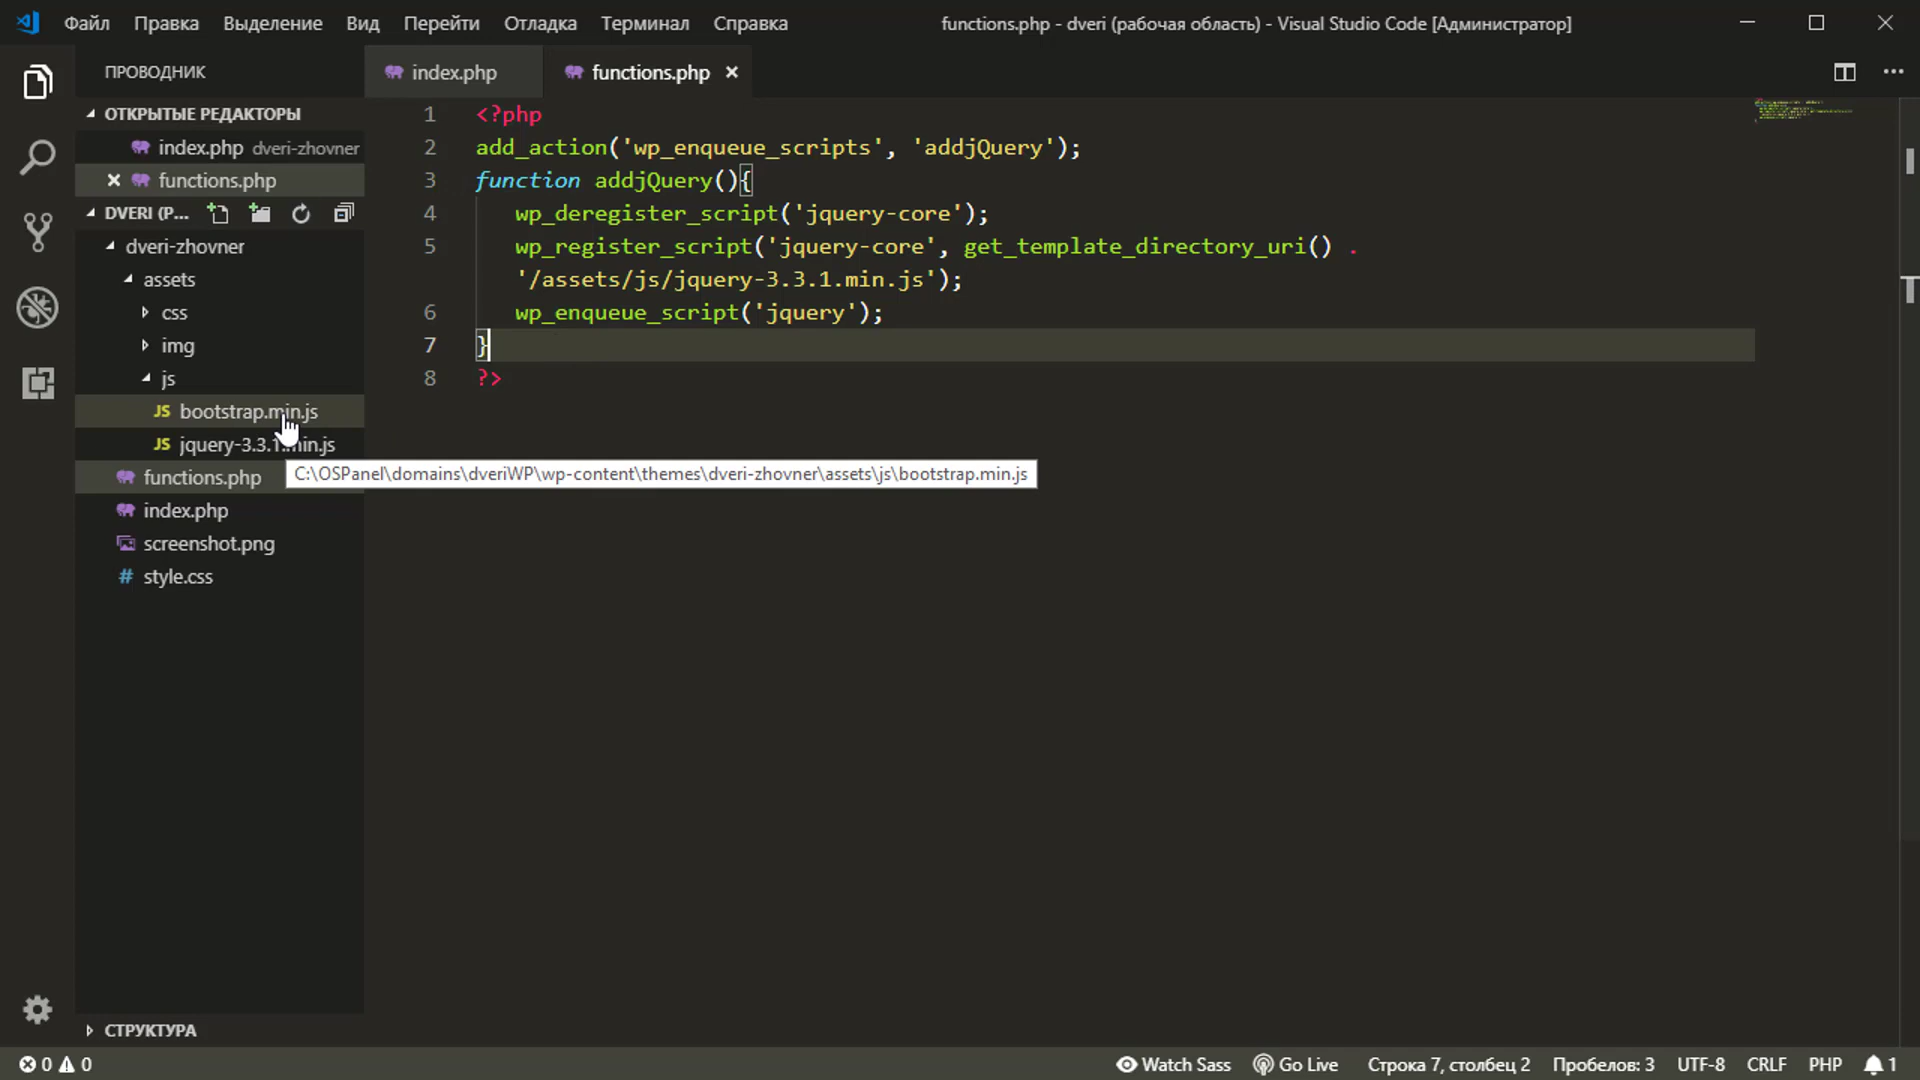 Файл Правка Выделение Вид Перейти Отладка Терминал Справка functions.php - dveri (рабочая область) - Visual Studio Code [Администратор]
ПРОВОДНИК
index.php functions.php
ОТКРЫТЫЕ РЕДАКТОРЫ
index.php dveri-zhovner
functions.php
DVERI (Р...
dveri-zhovner
assets
css
img
js
JS bootstrap.min.js
JS jquery-3.3.1.min.js
functions.php
index.php
screenshot.png
# style.css
СТРУКТУРА
1 <?php
2 add_action('wp_enqueue_scripts', 'addjQuery');
3 function addjQuery(){
4 wp_deregister_script('jquery-core');
5 wp_register_script('jquery-core', get_template_directory_uri() .
'/assets/js/jquery-3.3.1.min.js');
6 wp_enqueue_script('jquery');
7 }
8 ?>
C:\OSPanel\domains\dveriWP\wp-content\themes\dveri-zhovner\assets\js\bootstrap.min.js
0 0 Watch Sass Go Live Строка 7, столбец 2 Пробелов: 3 UTF-8 CRLF PHP 1